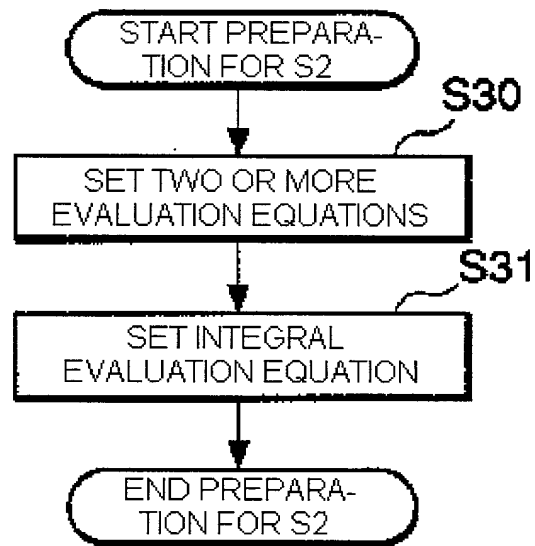 START PREPARA-
TION FOR S2
S30
SET TWO OR MORE
EVALUATION EQUATIONS
S31
SET INTEGRAL
EVALUATION EQUATION
END PREPARA-
TION FOR S2